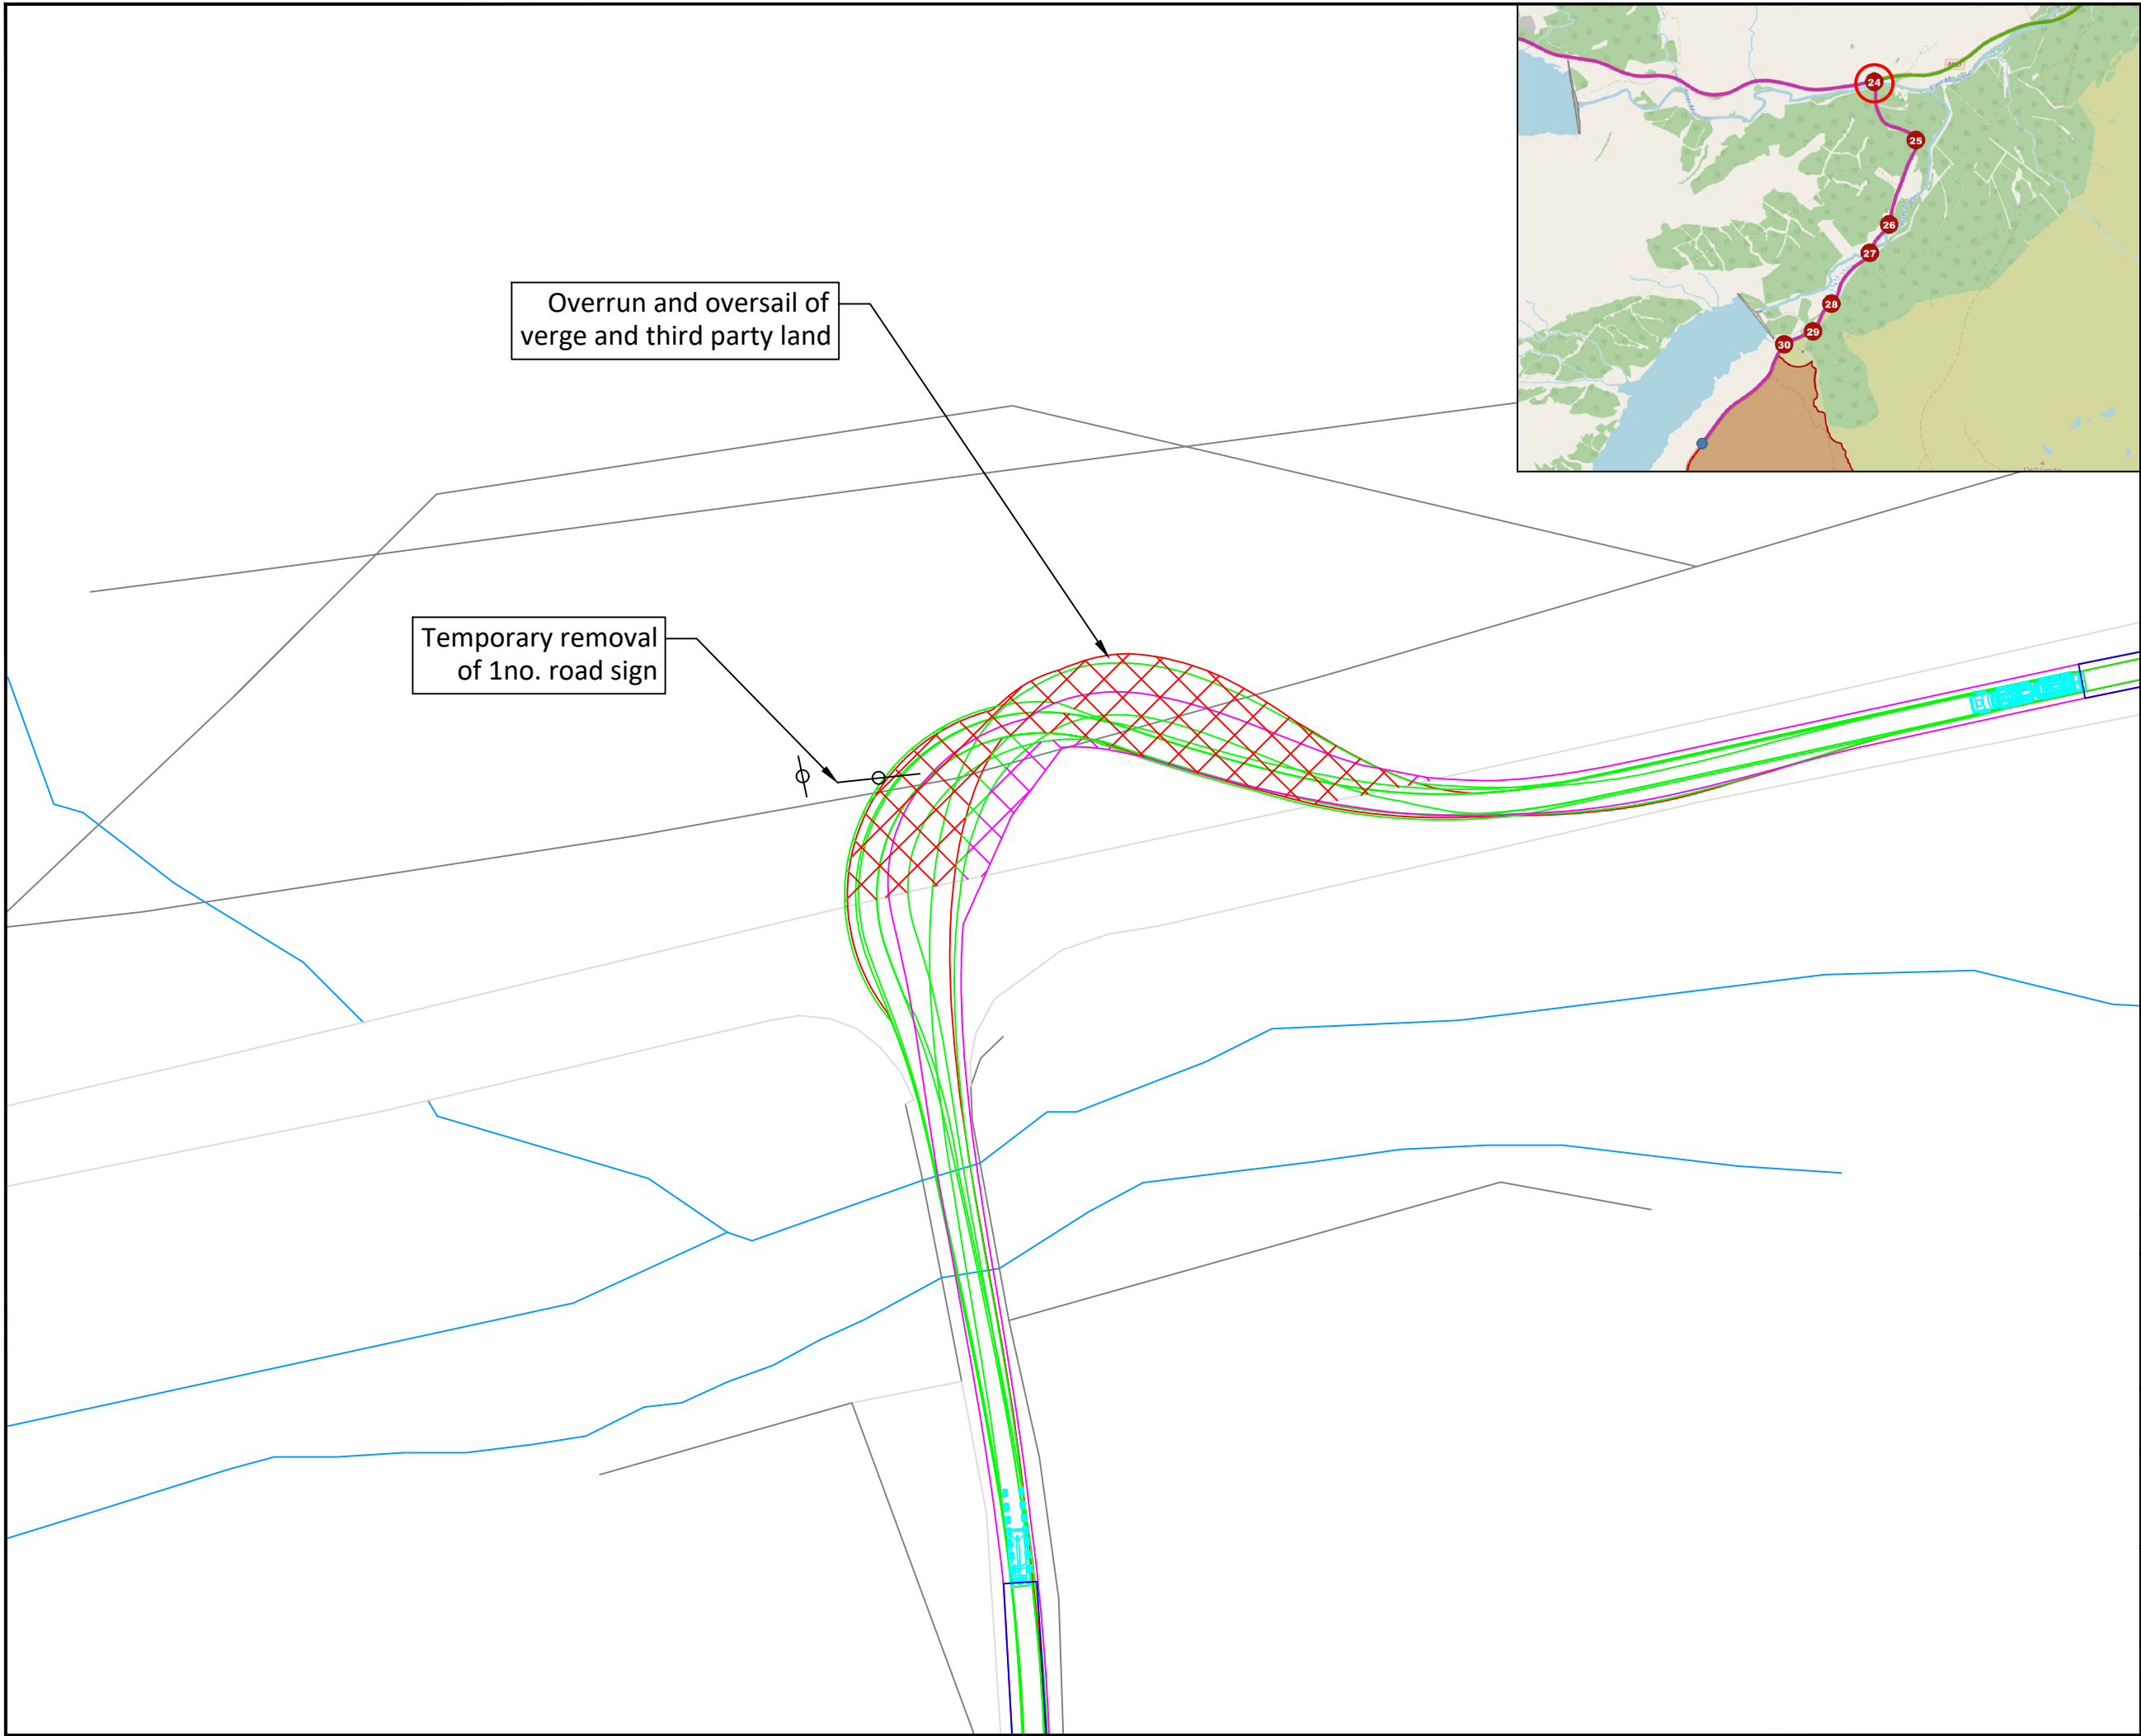 Overrun and oversail of
verge and third party land
Temporary removal
of 1no. road sign
24
25
26
27
28
29
30